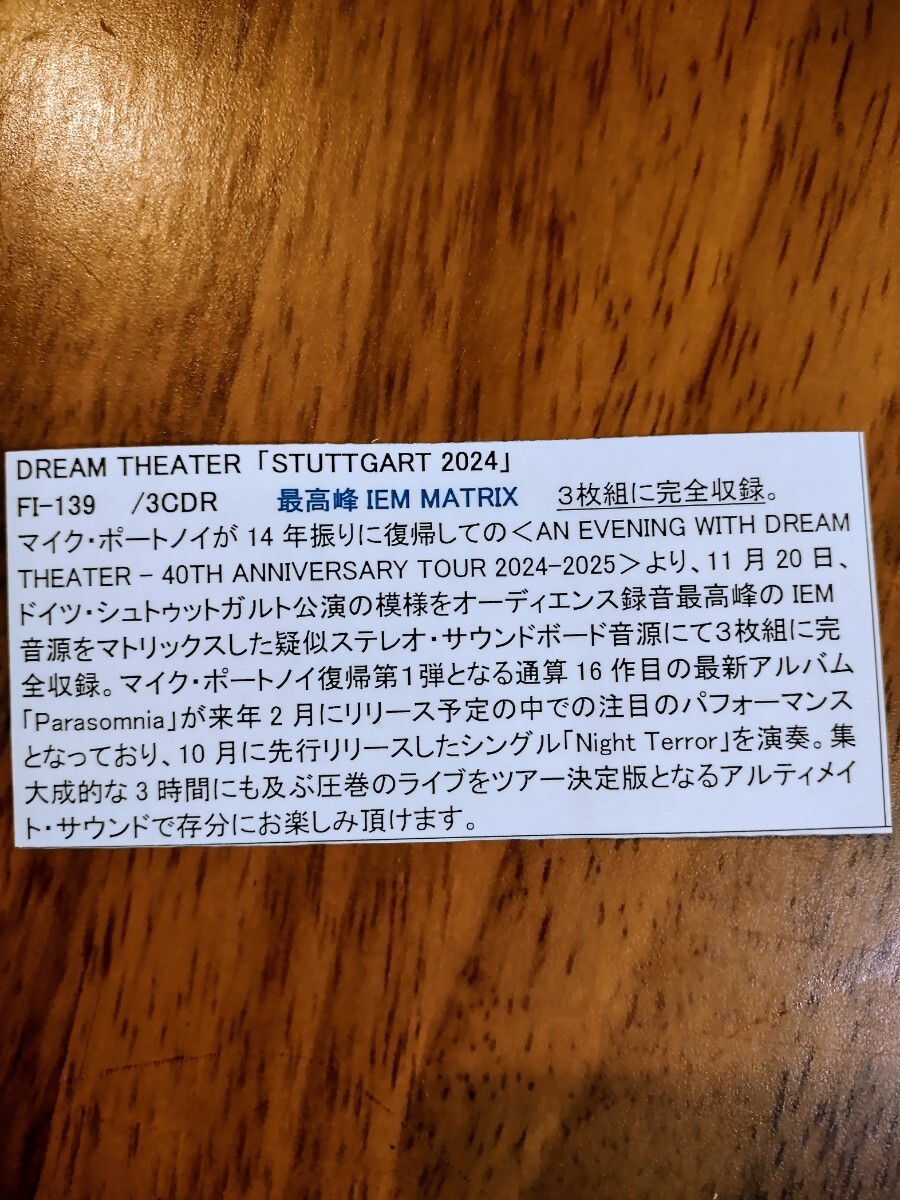 DREAM THEATER 「STUTTGART 2024」
FI-139 /3CDR 最高峰 IEM MATRIX 3枚組に完全収録。
マイク・ポートノイが 14 年振りに復帰しての＜AN EVENING WITH DREAM
THEATER – 40TH ANNIVERSARY TOUR 2024-2025＞より、11 月 20 日、
ドイツ・シュトゥットガルト公演の模様をオーディエンス録音最高峰の IEM
音源をマトリックスした疑似ステレオ・サウンドボード音源にて3枚組に完
全収録。マイク・ポートノイ復帰第1弾となる通算 16 作目の最新アルバム
「Parasomnia」が来年 2 月にリリース予定の中での注目のパフォーマンス
となっており、10 月に先行リリースしたシングル「Night Terror」を演奏。集
大成的な 3 時間にも及ぶ圧巻のライブをツアー決定版となるアルティメイ
ト・サウンドで存分にお楽しみ頂けます。